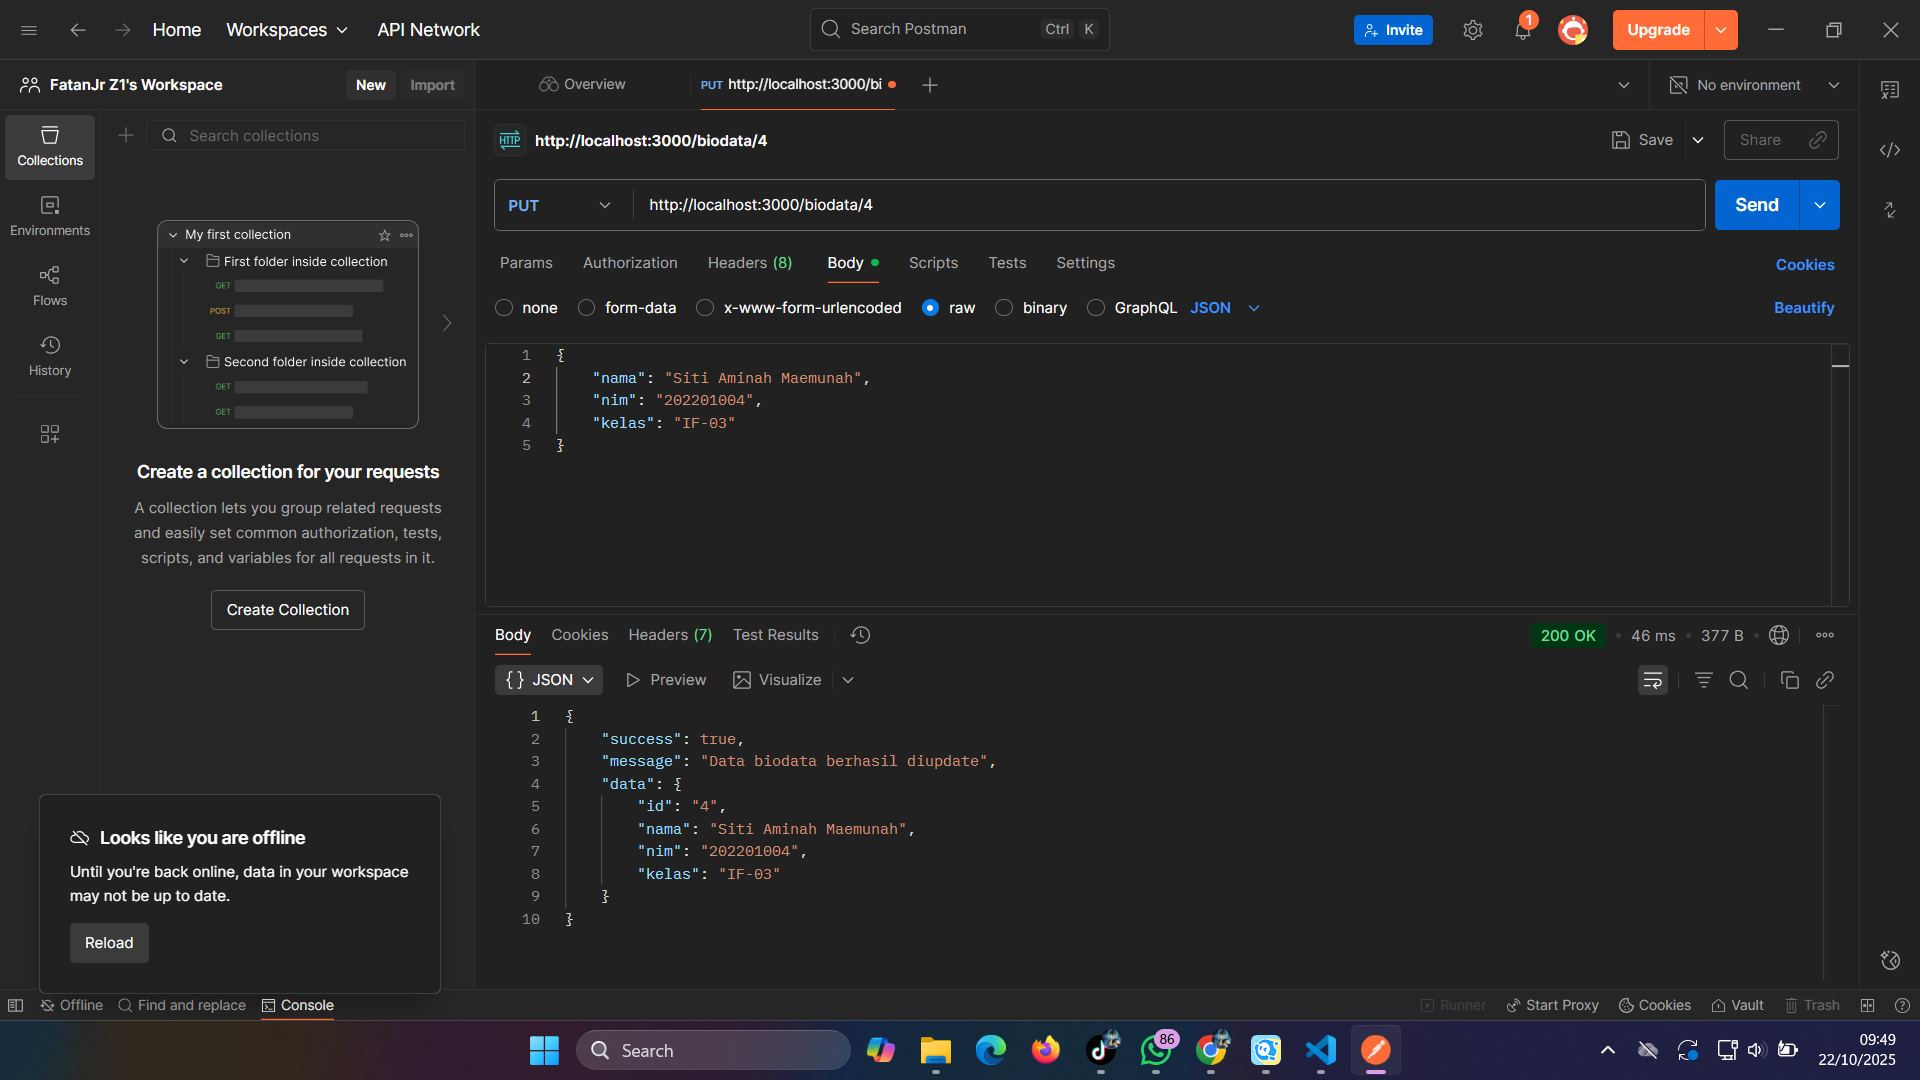 Home
Workspaces
API Network
Search Postman
Ctrl K
Invite
1
Upgrade
FatanJr Z1's Workspace
New
Import
Overview
PUT http://localhost:3000/bi
No environment
Collections
Environments
Flows
History
Search collections
My first collection
First folder inside collection
GET
POST
GET
Second folder inside collection
GET
GET
Create a collection for your requests
A collection lets you group related requests
and easily set common authorization, tests,
scripts, and variables for all requests in it.
Create Collection
HTTP http://localhost:3000/biodata/4
Save
Share
PUT
http://localhost:3000/biodata/4
Send
Params Authorization Headers (8) Body Scripts Tests Settings
Cookies
none form-data x-www-form-urlencoded raw binary GraphQL JSON
Beautify
1 {
2 "nama": "Siti Aminah Maemunah",
3 "nim": "202201004",
4 "kelas": "IF-03"
5 }
Body Cookies Headers (7) Test Results
200 OK • 46 ms • 377 B
{} JSON Preview Visualize
1 {
2 "success": true,
3 "message": "Data biodata berhasil diupdate",
4 "data": {
5 "id": "4",
6 "nama": "Siti Aminah Maemunah",
7 "nim": "202201004",
8 "kelas": "IF-03"
9 }
10 }
Looks like you are offline
Until you're back online, data in your workspace
may not be up to date.
Reload
Offline Find and replace Console
Runner Start Proxy Cookies Vault Trash
Search
86
09:49
22/10/2025